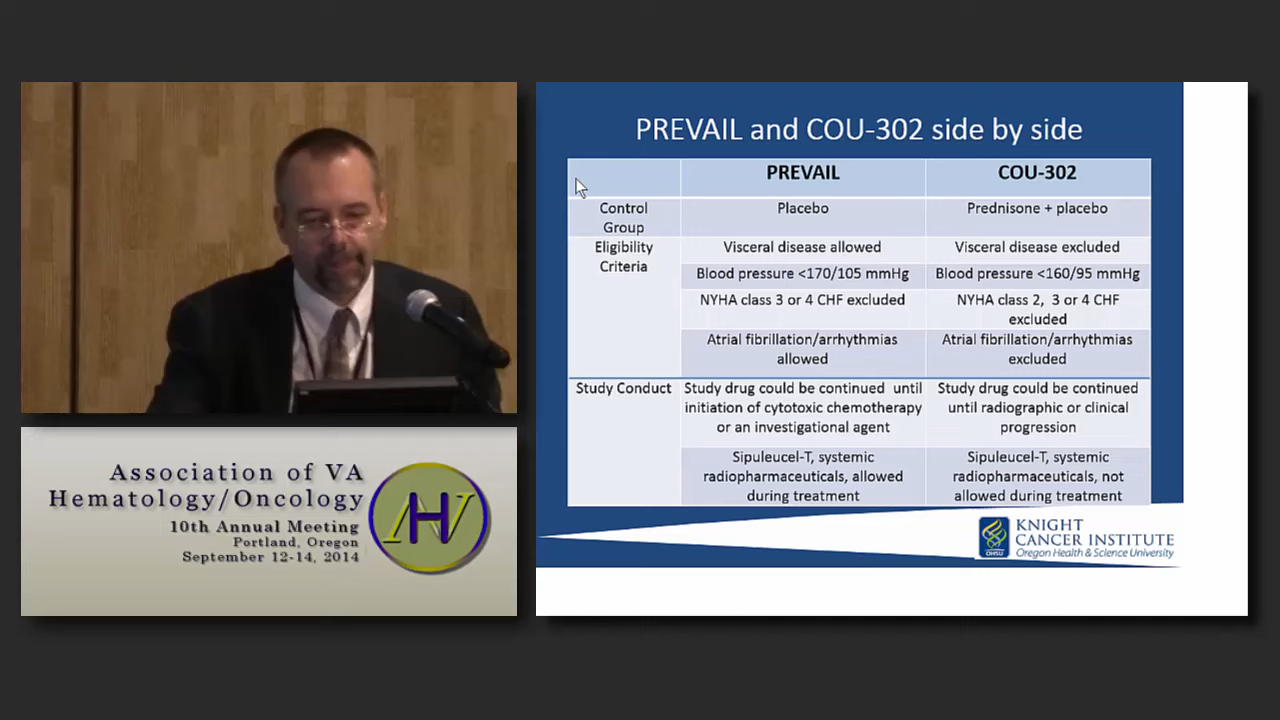 PREVAIL and COU-302 side by side
PREVAIL
COU-302
Control
Group
Placebo
Prednisone + placebo
Eligibility
Criteria
Visceral disease allowed
Visceral disease excluded
Blood pressure <170/105 mmHg
Blood pressure <160/95 mmHg
NYHA class 3 or 4 CHF excluded
NYHA class 2, 3 or 4 CHF
excluded
Atrial fibrillation/arrhythmias
allowed
Atrial fibrillation/arrhythmias
excluded
Study Conduct
Study drug could be continued until
initiation of cytotoxic chemotherapy
or an investigational agent
Study drug could be continued
until radiographic or clinical
progression
Sipuleucel-T, systemic
radiopharmaceuticals, allowed
during treatment
Sipuleucel-T, systemic
radiopharmaceuticals, not
allowed during treatment
OHSU
KNIGHT
CANCER INSTITUTE
Oregon Health & Science University
Association of VA
Hematology/Oncology
10th Annual Meeting
Portland, Oregon
September 12-14, 2014
AVH